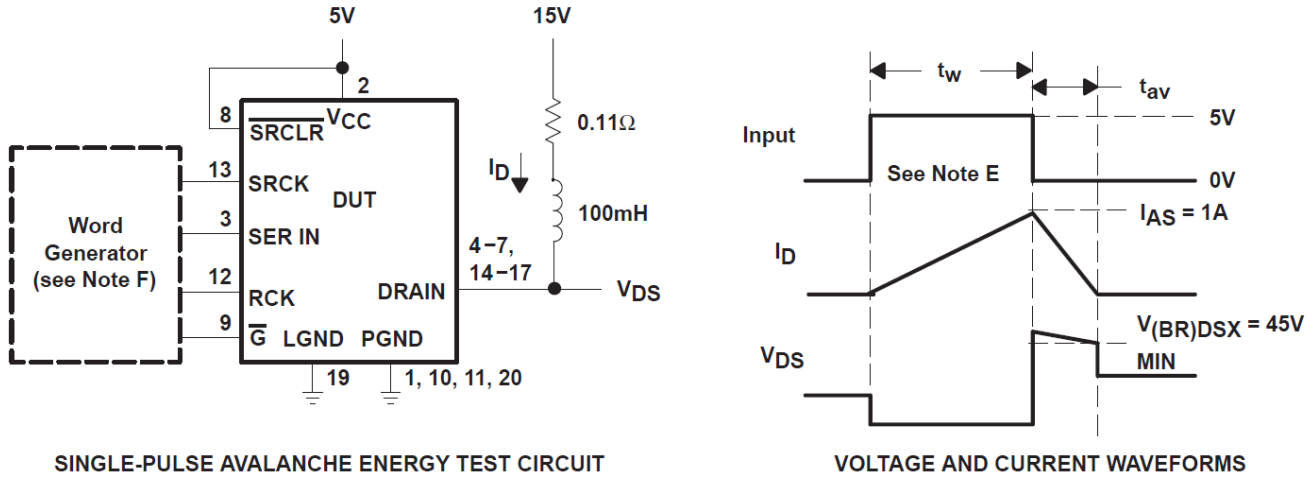 5V
15V
2
8
VCC
SRCLR
0.11Ω
13
SRCK
ID
DUT
Word
Generator
(see Note F)
3
SER IN
100mH
4−7,
14−17
12
RCK
DRAIN
VDS
9
G
LGND
PGND
19
1, 10, 11, 20
SINGLE-PULSE AVALANCHE ENERGY TEST CIRCUIT
tw
tav
5V
Input
See Note E
0V
IAS = 1A
ID
V(BR)DSX = 45V
VDS
MIN
VOLTAGE AND CURRENT WAVEFORMS